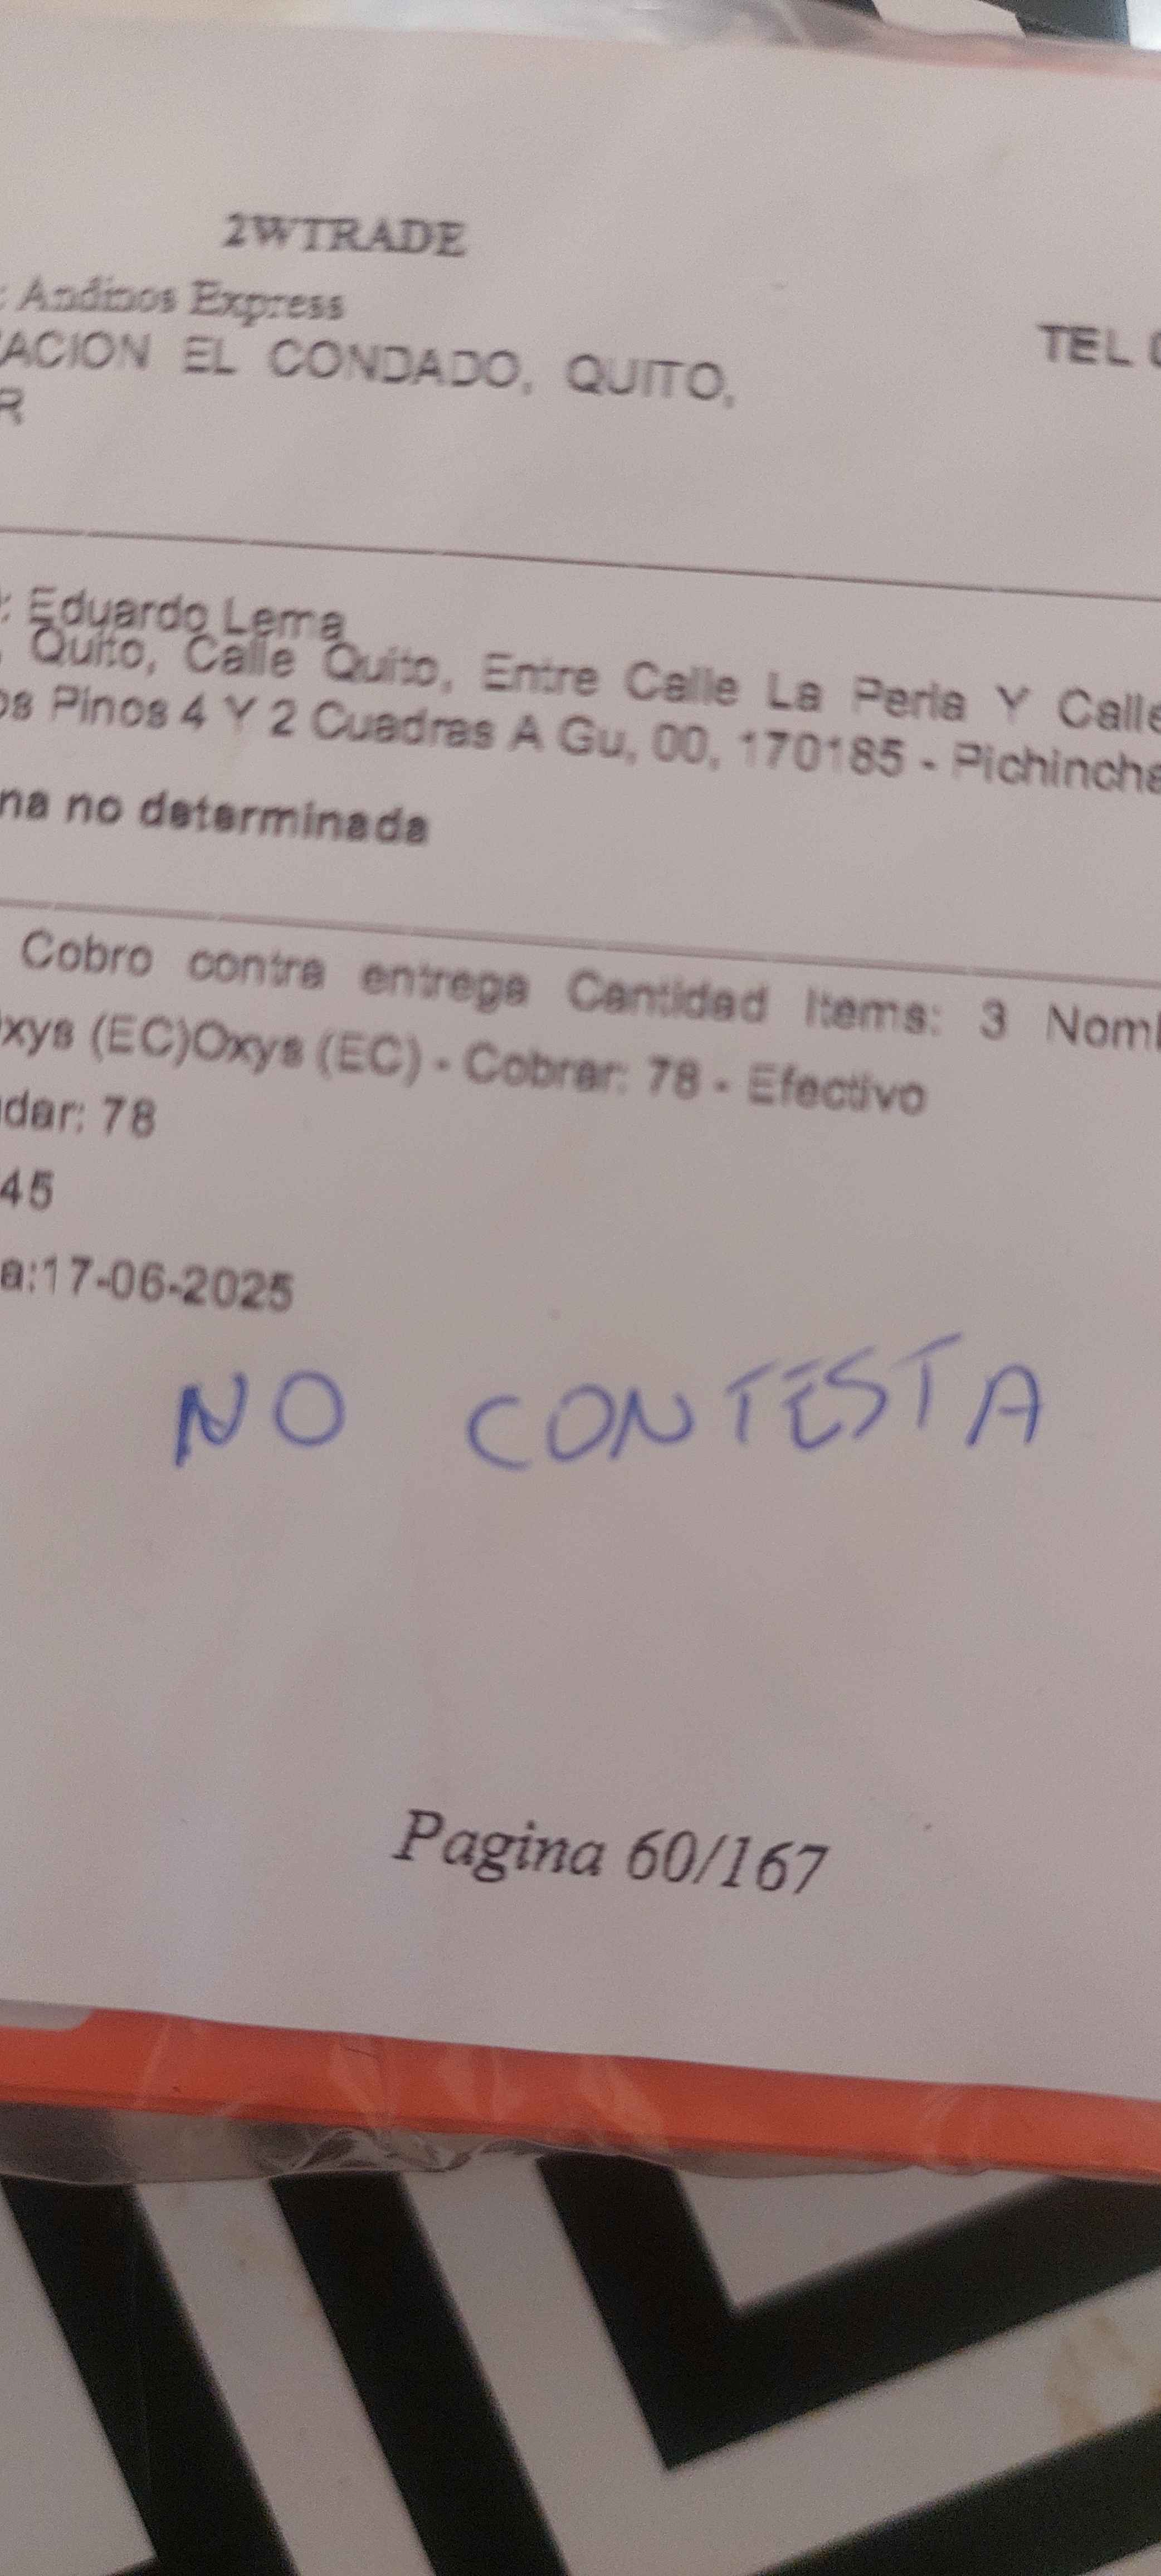 2WTRADE
: Andinos Express
TEL
ACION EL CONDADO, QUITO,
R
: Eduardo Lema
, Quito, Calle Quito, Entre Calle La Perla Y Calle
os Pinos 4 Y 2 Cuadras A Gu, 00, 170185 - Pichincha
na no determinada
Cobro contra entrega Cantidad Items: 3 Nom
xys (EC)Oxys (EC) - Cobrar: 78 - Efectivo
dar: 78
45
a:17-06-2025
NO CONTESTA
Pagina 60/167